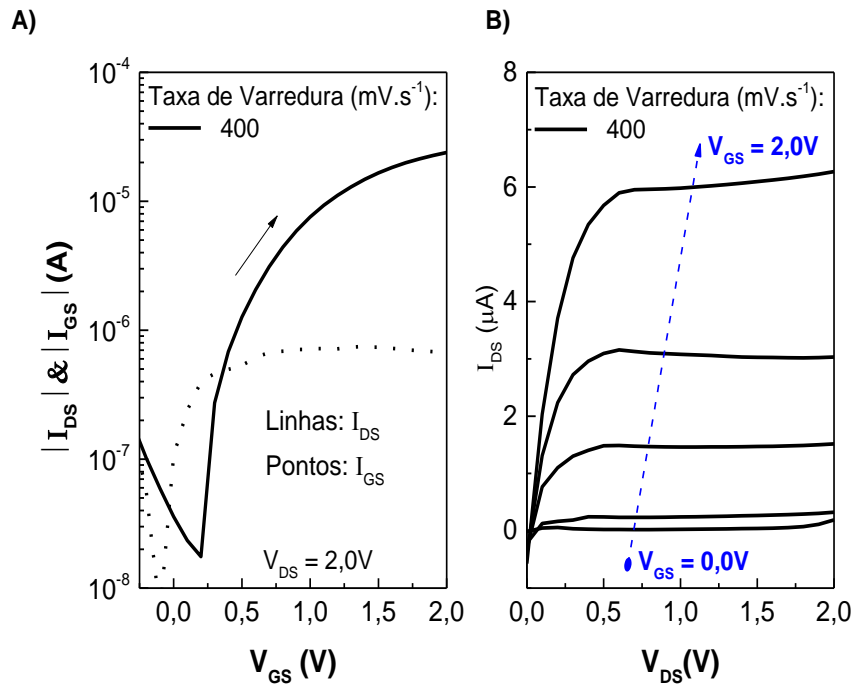 A)
B)
10⁻⁴
10⁻⁵
10⁻⁶
10⁻⁷
10⁻⁸
|I_DS| & |I_GS| (A)
Taxa de Varredura (mV.s⁻¹):
400
Linhas: I_DS
Pontos: I_GS
V_DS = 2,0V
0,0 0,5 1,0 1,5 2,0
V_GS (V)
8
6
4
2
0
I_DS (μA)
Taxa de Varredura (mV.s⁻¹):
400
V_GS = 2,0V
V_GS = 0,0V
0,0 0,5 1,0 1,5 2,0
V_DS(V)